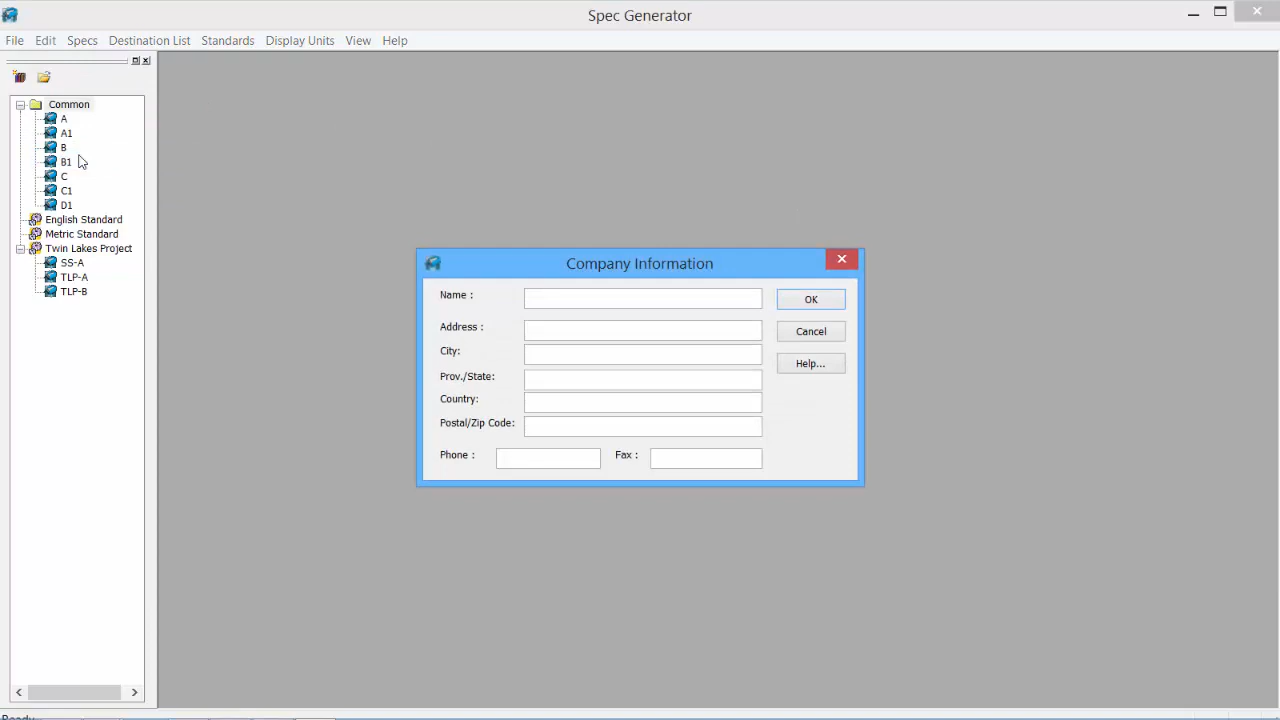 Spec Generator
File Edit Specs Destination List Standards Display Units View Help
Common
A
A1
B
B1
C
C1
D1
English Standard
Metric Standard
Twin Lakes Project
SS-A
TLP-A
TLP-B
Company Information
Name :
OK
Address :
Cancel
City:
Help...
Prov./State:
Country:
Postal/Zip Code:
Phone : Fax :
Ready